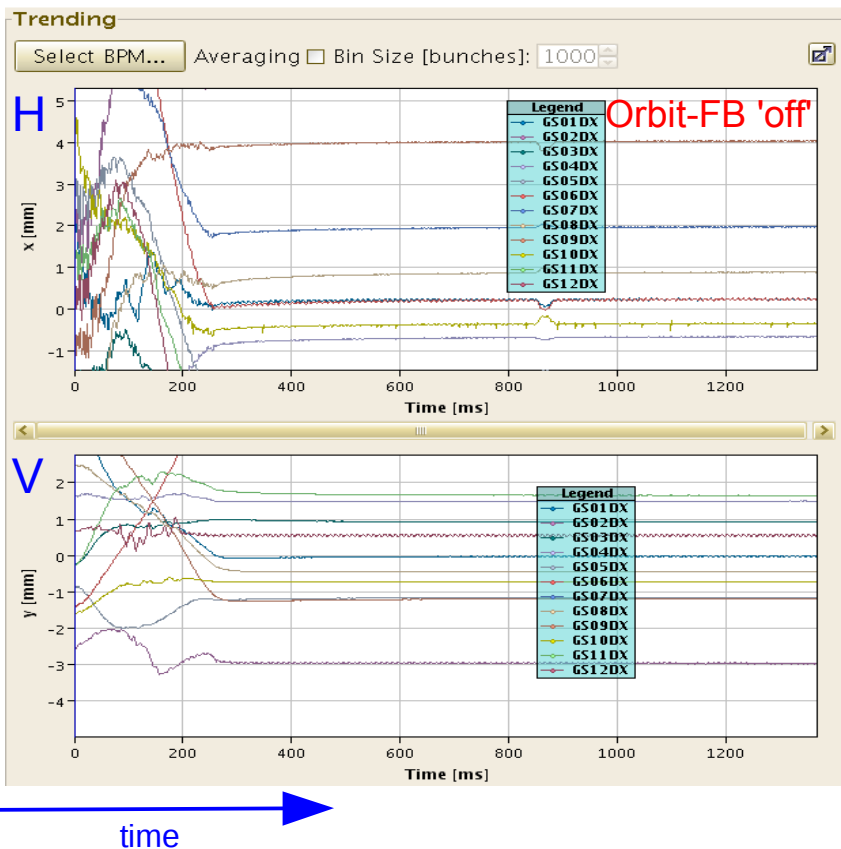 Trending
Select BPM... Averaging Bin Size [bunches]: 1000
H
Orbit-FB 'off'
x [mm]
5
4
3
2
1
0
-1
Legend
GS01DX
GS02DX
GS03DX
GS04DX
GS05DX
GS06DX
GS07DX
GS08DX
GS09DX
GS10DX
GS11DX
GS12DX
0 200 400 600 800 1000 1200
Time [ms]
V
y [mm]
2
1
0
-1
-2
-3
-4
Legend
GS01DX
GS02DX
GS03DX
GS04DX
GS05DX
GS06DX
GS07DX
GS08DX
GS09DX
GS10DX
GS11DX
GS12DX
0 200 400 600 800 1000 1200
Time [ms]
time